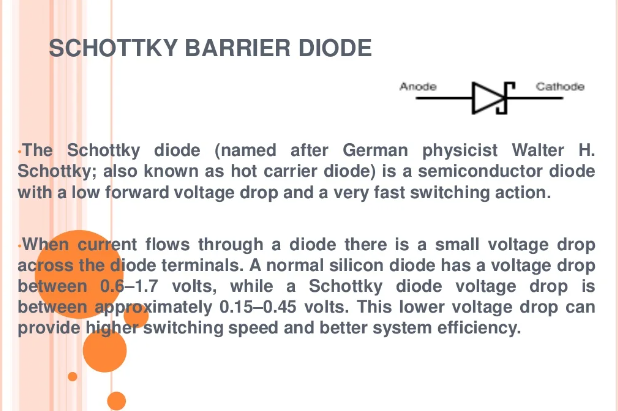 SCHOTTKY BARRIER DIODE
Anode Cathode
•The Schottky diode (named after German physicist Walter H.
Schottky; also known as hot carrier diode) is a semiconductor diode
with a low forward voltage drop and a very fast switching action.
•When current flows through a diode there is a small voltage drop
across the diode terminals. A normal silicon diode has a voltage drop
between 0.6–1.7 volts, while a Schottky diode voltage drop is
between approximately 0.15–0.45 volts. This lower voltage drop can
provide higher switching speed and better system efficiency.